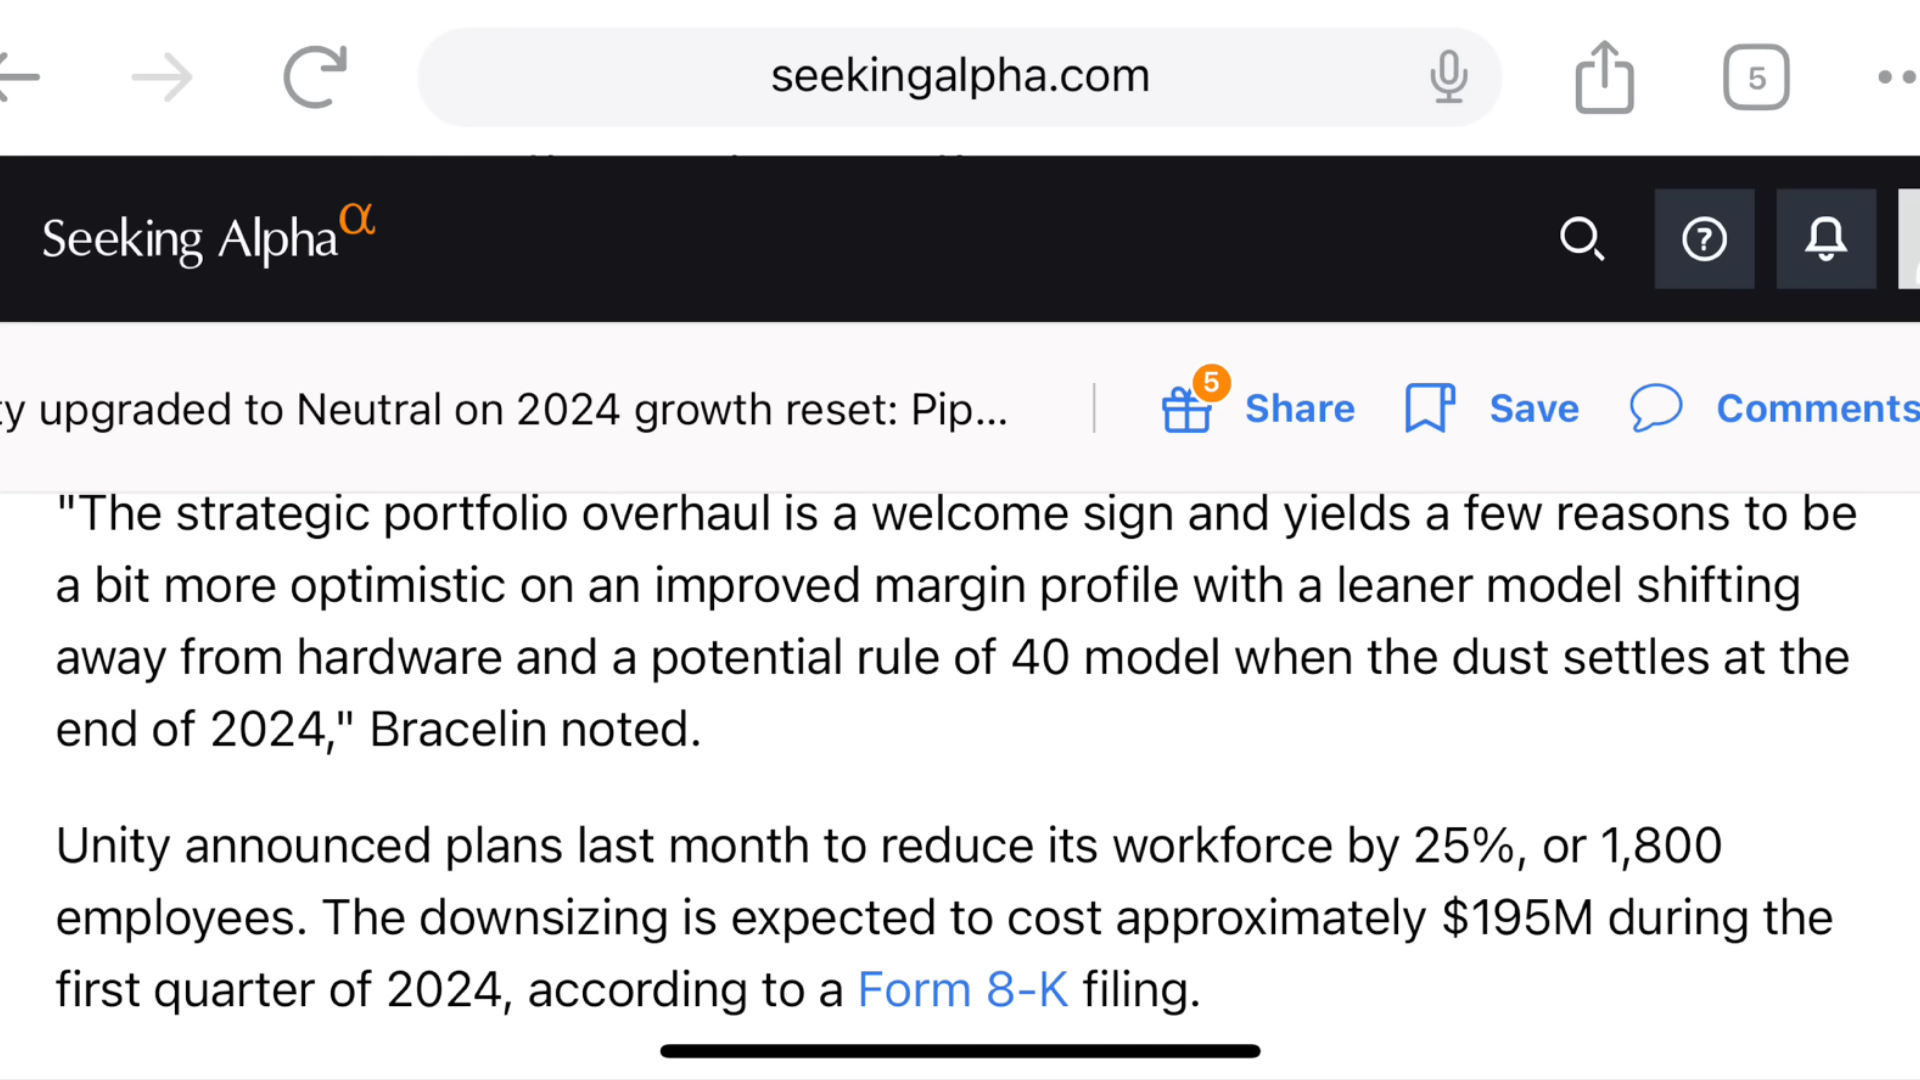 seekingalpha.com
5
Seeking Alpha α
ty upgraded to Neutral on 2024 growth reset: Pip...
5
Share
Save
Comments
"The strategic portfolio overhaul is a welcome sign and yields a few reasons to be
a bit more optimistic on an improved margin profile with a leaner model shifting
away from hardware and a potential rule of 40 model when the dust settles at the
end of 2024," Bracelin noted.
Unity announced plans last month to reduce its workforce by 25%, or 1,800
employees. The downsizing is expected to cost approximately $195M during the
first quarter of 2024, according to a Form 8-K filing.